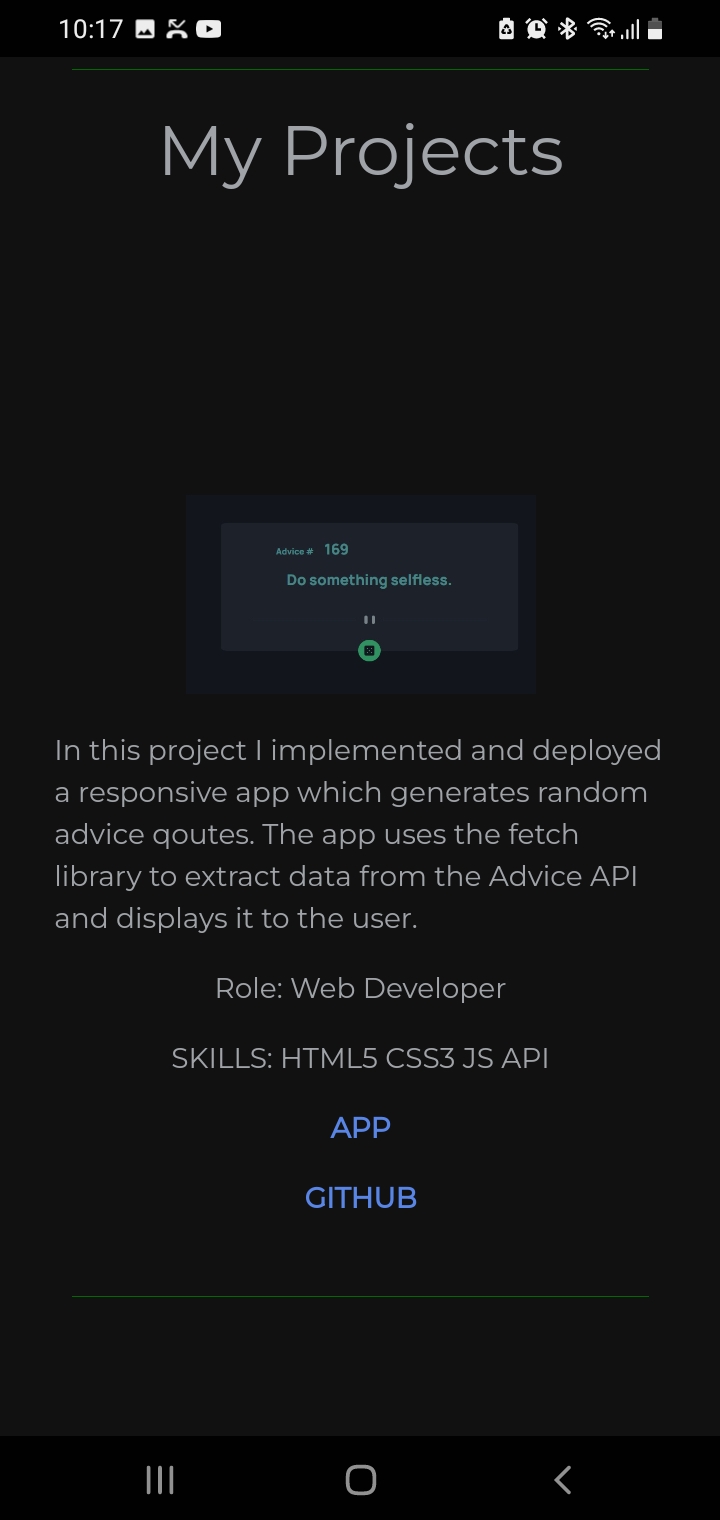 10:17
My Projects
Advice # 169
Do something selfless.
In this project I implemented and deployed
a responsive app which generates random
advice qoutes. The app uses the fetch
library to extract data from the Advice API
and displays it to the user.
Role: Web Developer
SKILLS: HTML5 CSS3 JS API
APP
GITHUB